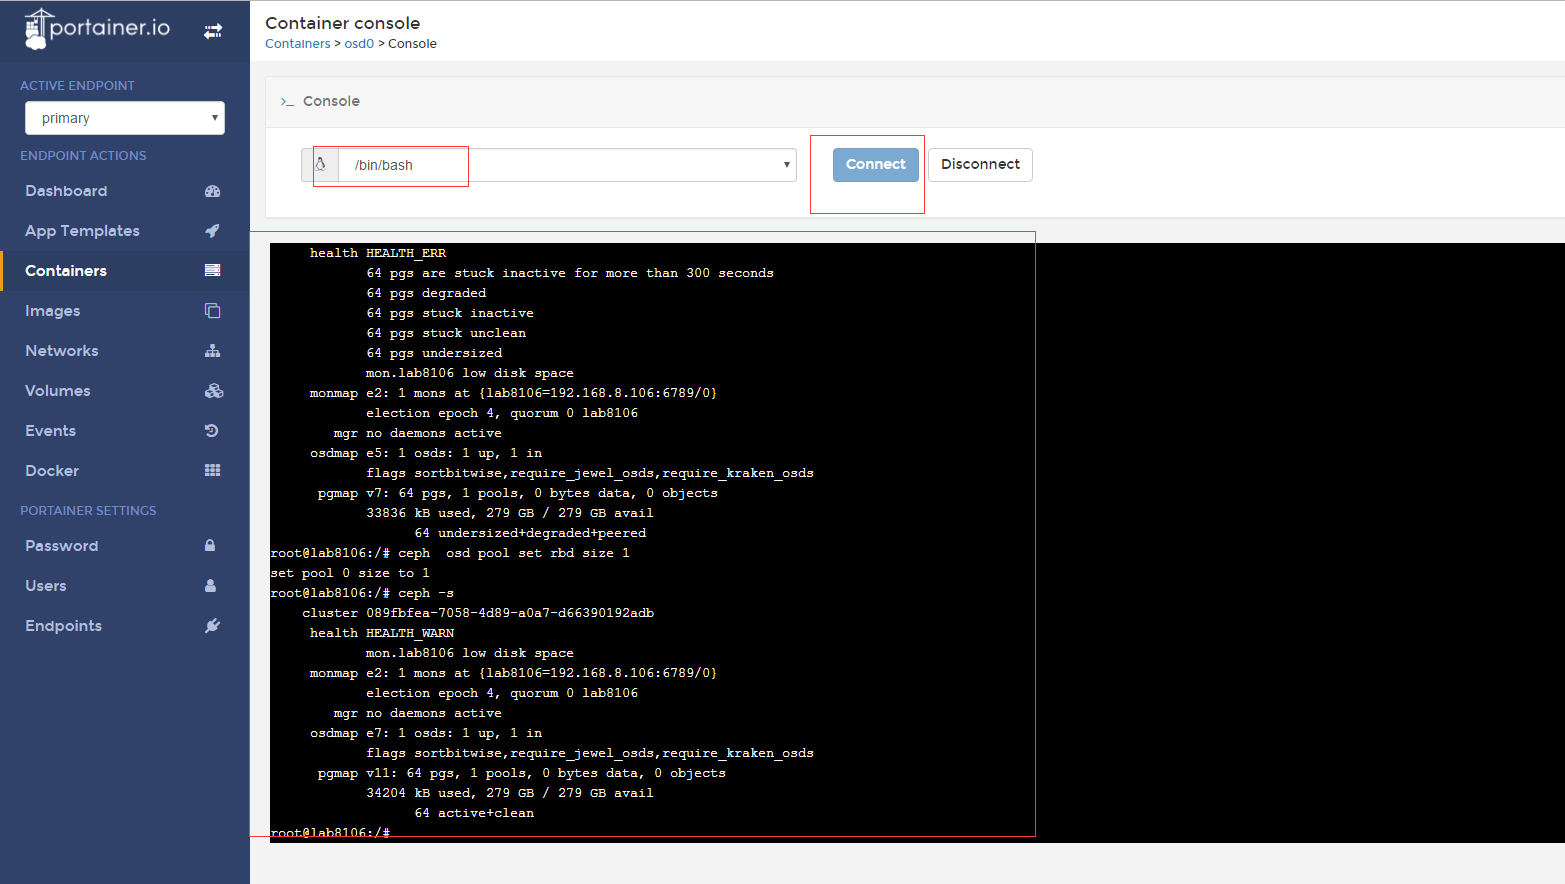 portainer.io
ACTIVE ENDPOINT
primary
ENDPOINT ACTIONS
Dashboard
App Templates
Containers
Images
Networks
Volumes
Events
Docker
PORTAINER SETTINGS
Password
Users
Endpoints
Container console
Containers > osd0 > Console
>_ Console
/bin/bash
Connect
Disconnect
health HEALTH_ERR
64 pgs are stuck inactive for more than 300 seconds
64 pgs degraded
64 pgs stuck inactive
64 pgs stuck unclean
64 pgs undersized
mon.lab8106 low disk space
monmap e2: 1 mons at {lab8106=192.168.8.106:6789/0}
election epoch 4, quorum 0 lab8106
mgr no daemons active
osdmap e5: 1 osds: 1 up, 1 in
flags sortbitwise,require_jewel_osds,require_kraken_osds
pgmap v7: 64 pgs, 1 pools, 0 bytes data, 0 objects
33836 kB used, 279 GB / 279 GB avail
64 undersized+degraded+peered
root@lab8106:/# ceph  osd pool set rbd size 1
set pool 0 size to 1
root@lab8106:/# ceph -s
cluster 089fbfea-7058-4d89-a0a7-d66390192adb
health HEALTH_WARN
mon.lab8106 low disk space
monmap e2: 1 mons at {lab8106=192.168.8.106:6789/0}
election epoch 4, quorum 0 lab8106
mgr no daemons active
osdmap e7: 1 osds: 1 up, 1 in
flags sortbitwise,require_jewel_osds,require_kraken_osds
pgmap v11: 64 pgs, 1 pools, 0 bytes data, 0 objects
34204 kB used, 279 GB / 279 GB avail
64 active+clean
root@lab8106:/#